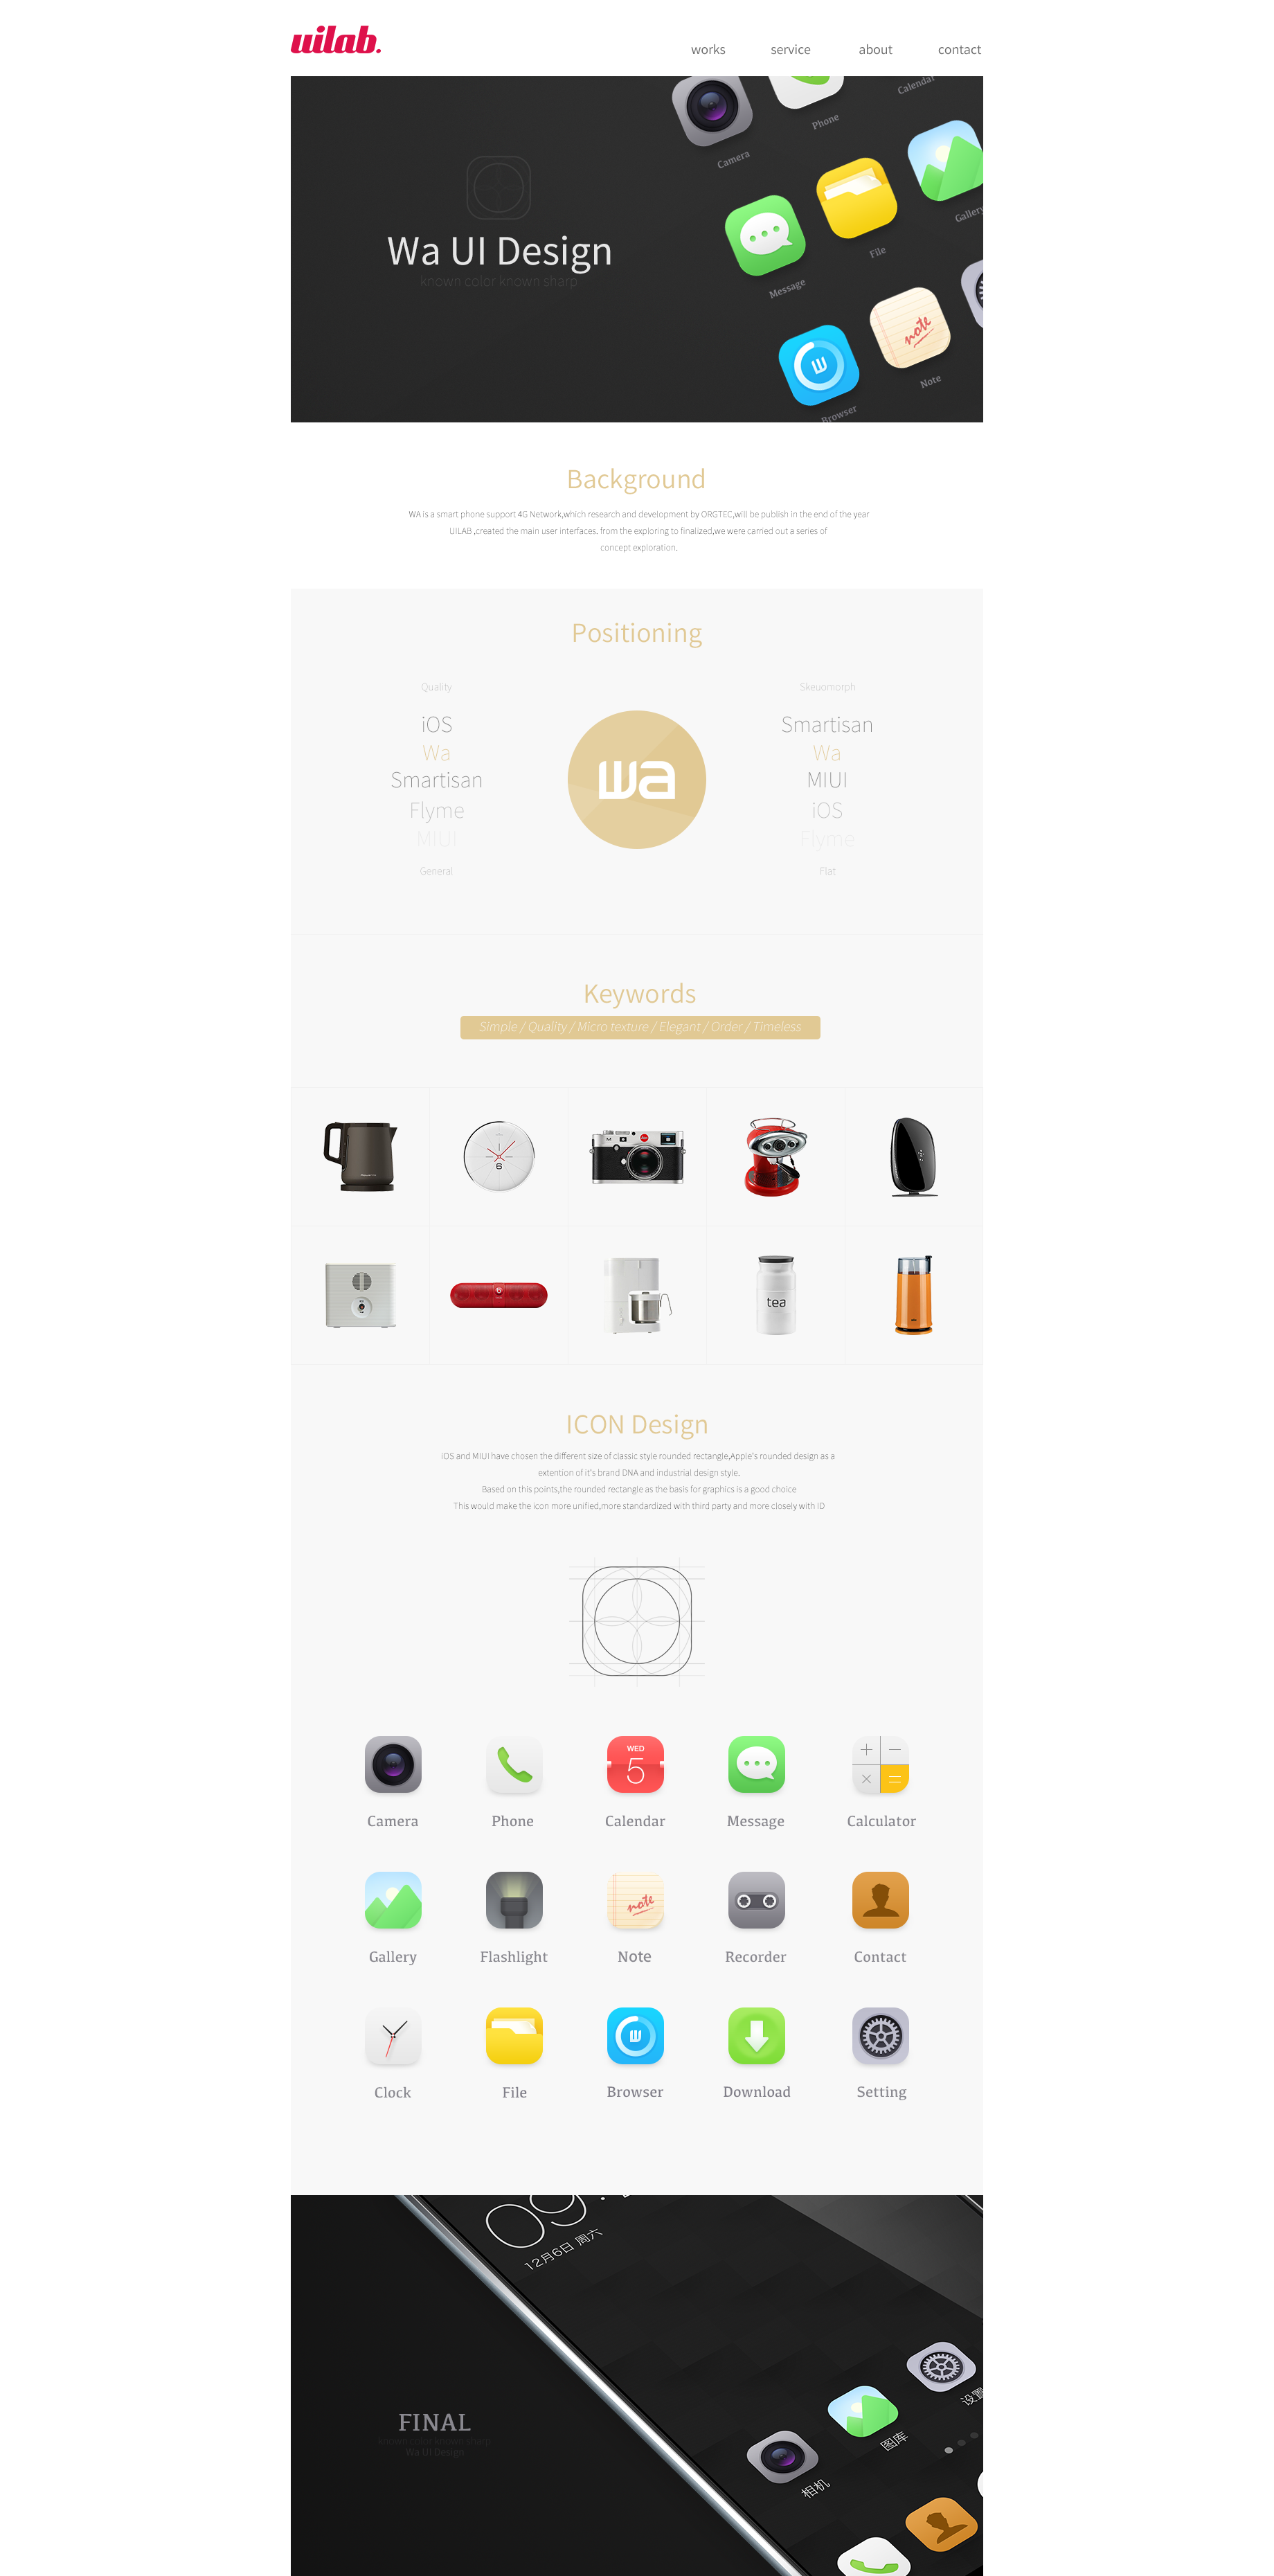 uilab.
works service about contact
Calendar
Phone
Camera
Gallery
File
Message
Note
note
Browser
Wa UI Design
known color known sharp
Background
WA is a smart phone support 4G Network,which research and development by ORGTEC,will be publish in the end of the year
UILAB ,created the main user interfaces. from the exploring to finalized,we were carried out a series of
concept exploration.
Positioning
Quality
iOS
Wa
Smartisan
Flyme
MIUI
General
wa
Skeuomorph
Smartisan
Wa
MIUI
iOS
Flyme
Flat
Keywords
Simple / Quality / Micro texture / Elegant / Order / Timeless
6
tea
ICON Design
iOS and MIUI have chosen the different size of classic style rounded rectangle,Apple's rounded design as a
extention of it's brand DNA and industrial design style.
Based on this points,the rounded rectangle as the basis for graphics is a good choice
This would make the icon more unified,more standardized with third party and more closely with ID
WED
5
Camera Phone Calendar Message Calculator
note
Gallery Flashlight Note Recorder Contact
Clock File Browser Download Setting
12月6日 周六
FINAL
known color known sharp
Wa UI Design
设置
图库
相机